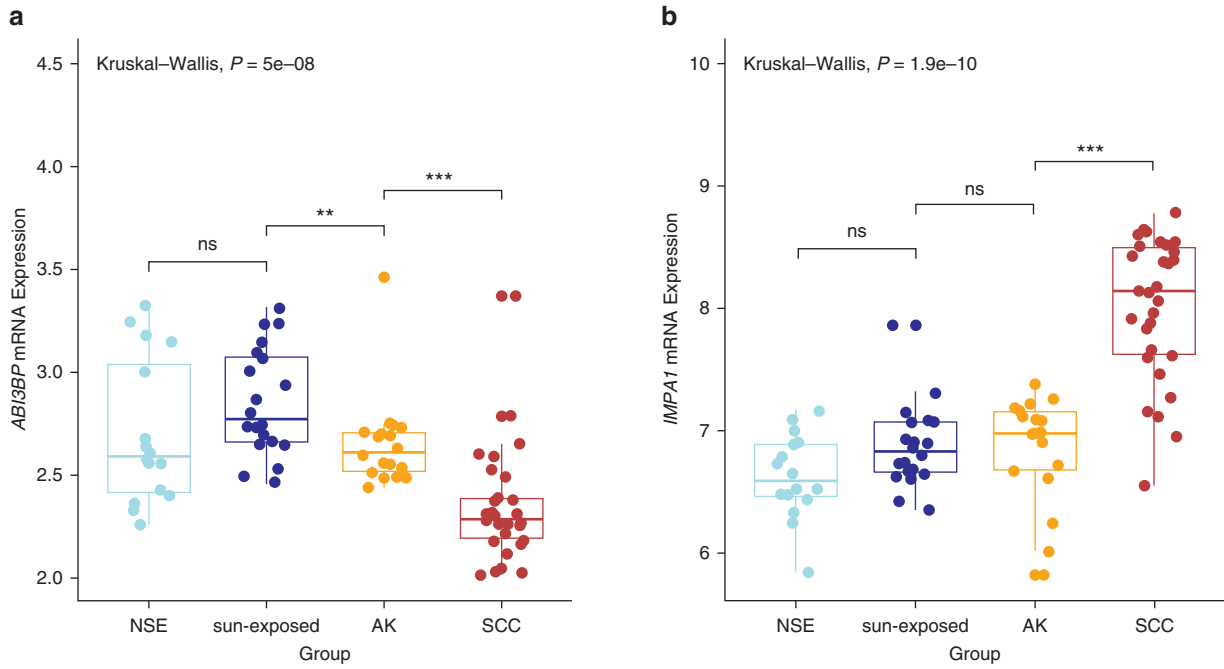 a
Kruskal–Wallis, P = 5e–08
4.5
4.0
3.5
3.0
2.5
2.0
ABI3BP mRNA Expression
ns
**
***
NSE
sun-exposed
AK
SCC
Group
b
Kruskal–Wallis, P = 1.9e–10
10
9
8
7
6
IMPA1 mRNA Expression
ns
ns
***
NSE
sun-exposed
AK
SCC
Group